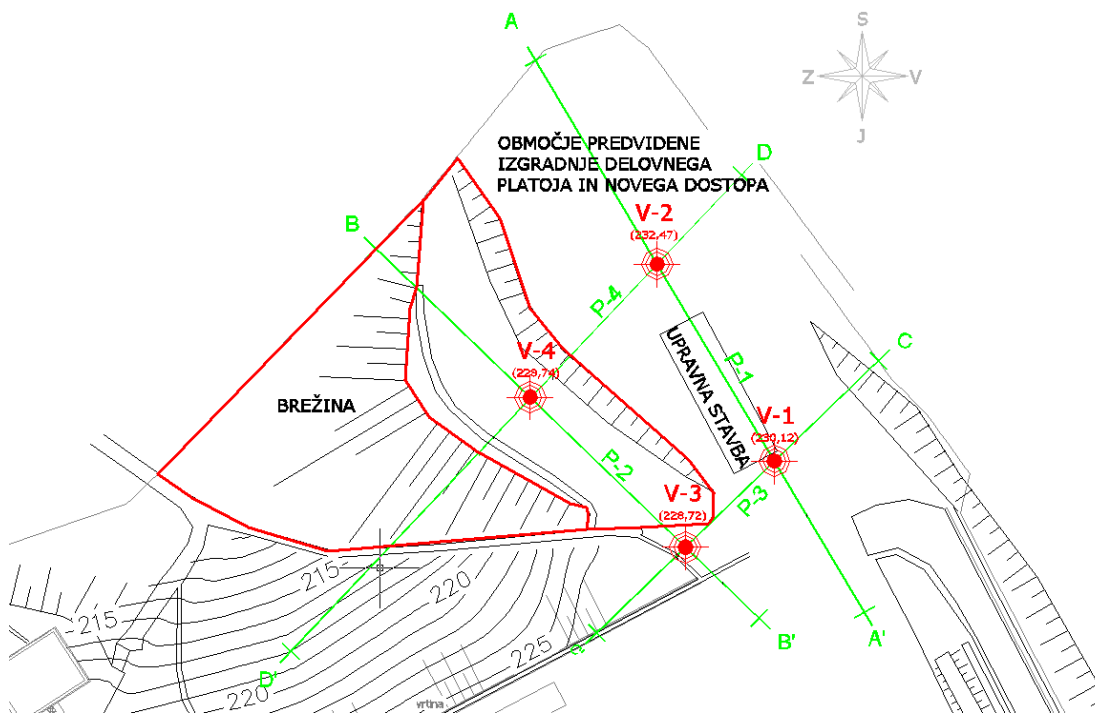 A
S
Z
V
J
OBMOČJE PREDVIDENE
IZGRADNJE DELOVNEGA
PLATOJA IN NOVEGA DOSTOPA
D
V-2
(232,47)
B
P-4
C
UPRAVNA STAVBA
P-1
V-4
(229,74)
BREŽINA
V-1
(230,12)
P-2
V-3
P-3
(228,72)
215
220
215
225
B'
A'
D'
220
vrtina